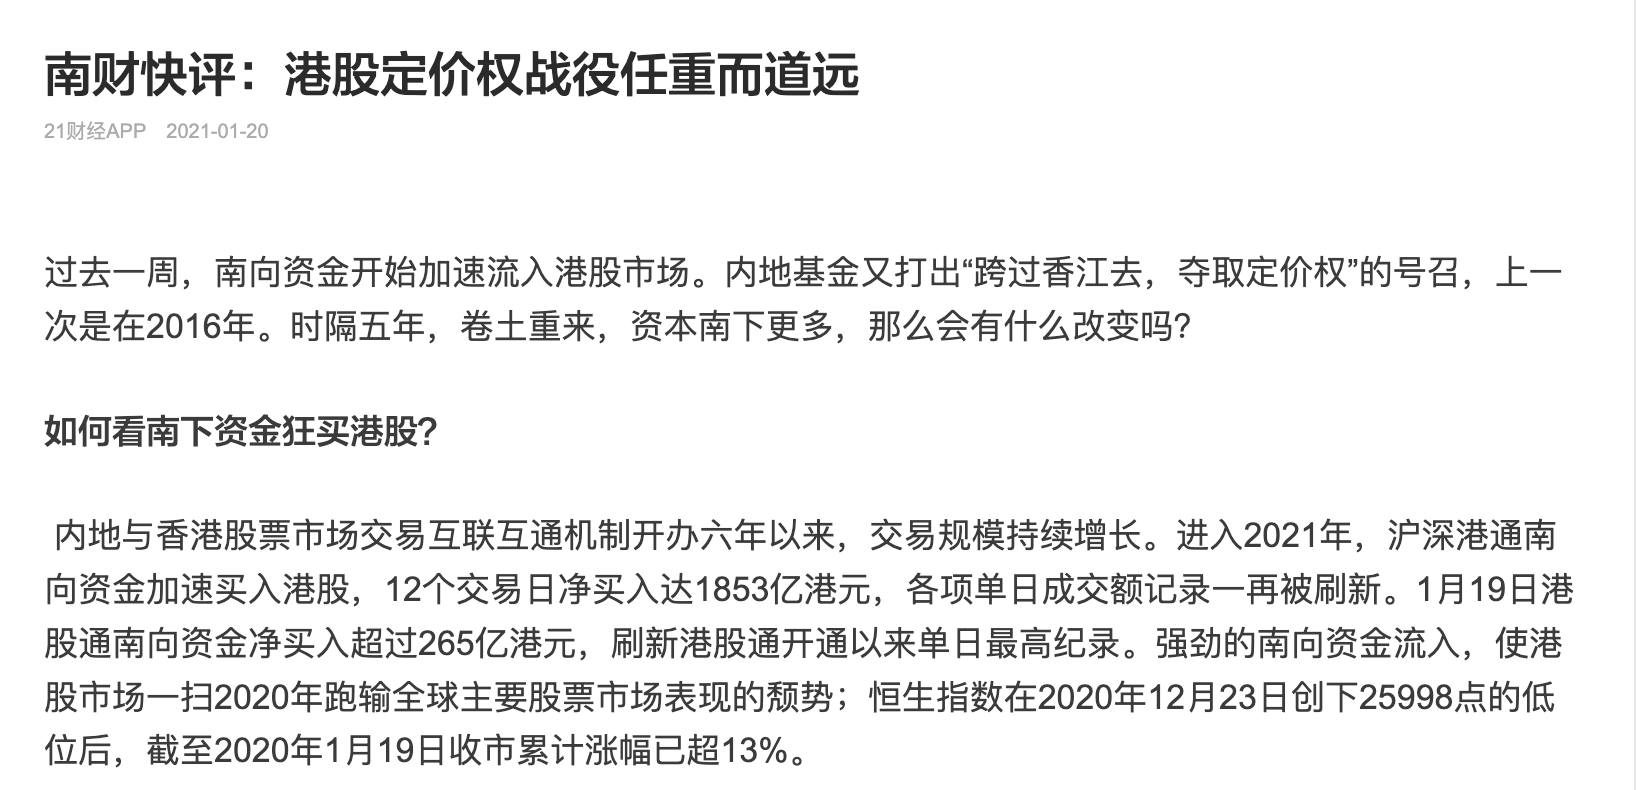 南财快评：港股定价权战役任重而道远
21财经APP 2021-01-20
过去一周，南向资金开始加速流入港股市场。内地基金又打出“跨过香江去，夺取定价权”的号召，上一
次是在2016年。时隔五年，卷土重来，资本南下更多，那么会有什么改变吗？
如何看南下资金狂买港股？
内地与香港股票市场交易互联互通机制开办六年以来，交易规模持续增长。进入2021年，沪深港通南
向资金加速买入港股，12个交易日净买入达1853亿港元，各项单日成交额记录一再被刷新。1月19日港
股通南向资金净买入超过265亿港元，刷新港股通开通以来单日最高纪录。强劲的南向资金流入，使港
股市场一扫2020年跑输全球主要股票市场表现的颓势；恒生指数在2020年12月23日创下25998点的低
位后，截至2020年1月19日收市累计涨幅已超13%。